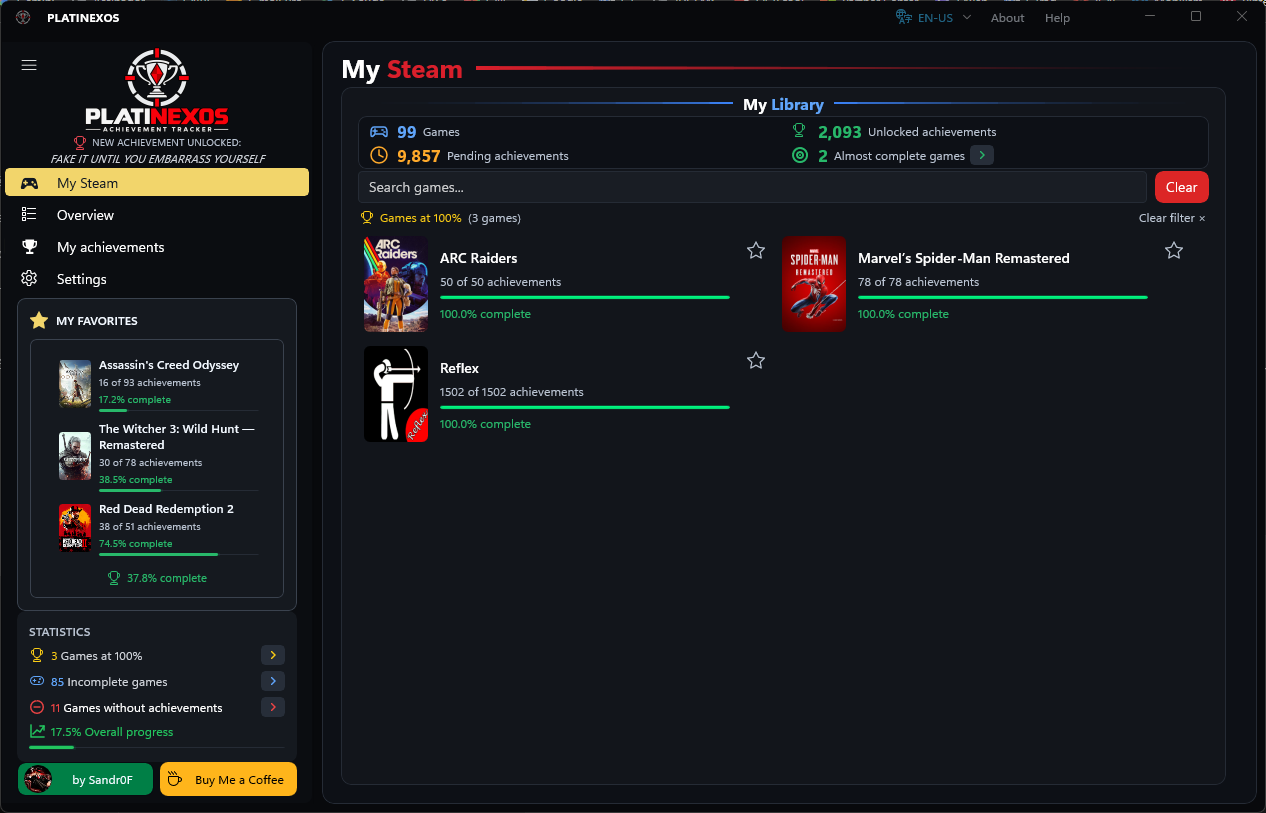 PLATINEXOS
EN-US
About
Help
PLATINEXOS
ACHIEVEMENT TRACKER
NEW ACHIEVEMENT UNLOCKED:
FAKE IT UNTIL YOU EMBARRASS YOURSELF
My Steam
Overview
My achievements
Settings
MY FAVORITES
Assassin's Creed Odyssey
16 of 93 achievements
17.2% complete
The Witcher 3: Wild Hunt —
Remastered
30 of 78 achievements
38.5% complete
Red Dead Redemption 2
38 of 51 achievements
74.5% complete
37.8% complete
STATISTICS
3 Games at 100%
85 Incomplete games
11 Games without achievements
17.5% Overall progress
by Sandr0F
Buy Me a Coffee
My Steam
My Library
99 Games
2,093 Unlocked achievements
9,857 Pending achievements
2 Almost complete games
Search games...
Clear
Games at 100% (3 games)
Clear filter ×
ARC Raiders
ARC Raiders
50 of 50 achievements
100.0% complete
MARVEL
SPIDER-MAN
REMASTERED
Marvel’s Spider-Man Remastered
78 of 78 achievements
100.0% complete
Reflex
Reflex
1502 of 1502 achievements
100.0% complete